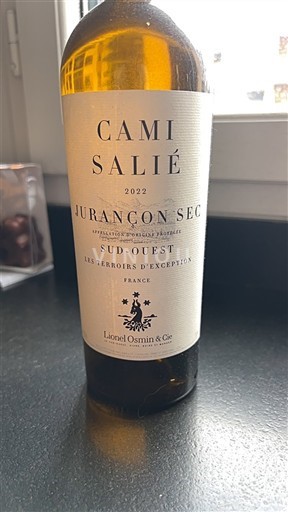 CAMI
SALIÉ
2022
JURANÇON SEC
APPELLATION D'ORIGINE PROTÉGÉE
SUD-OUEST
LES TERROIRS D'EXCEPTION
FRANCE
Lionel Osmin & Cie